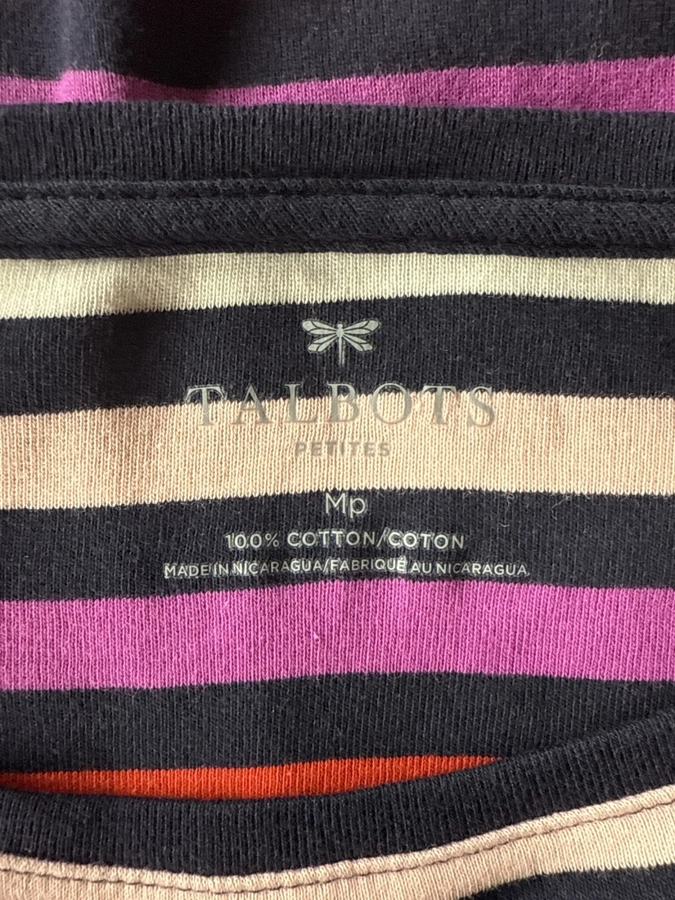 TALBOTS
PETITES
Mp
100% COTTON/COTON
MADE IN NICARAGUA/FABRIQUÉ AU NICARAGUA